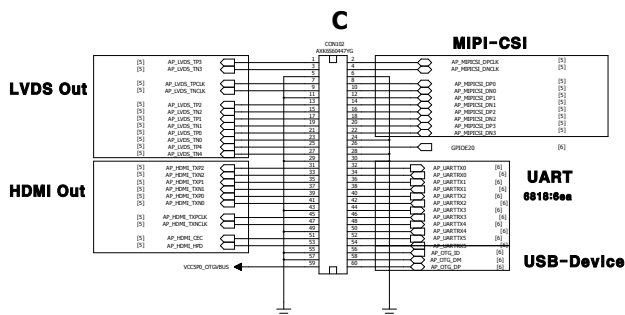 C
CON102
AXK6S60447YG
MIPI-CSI
LVDS Out
HDMI Out
UART
6818:6ea
USB-Device
[5] AP_LVDS_TP3 1
[5] AP_LVDS_TN3 3
5
[5] AP_LVDS_TPCLK 7
[5] AP_LVDS_TNCLK 9
11
[5] AP_LVDS_TP2 13
[5] AP_LVDS_TN2 15
[5] AP_LVDS_TP1 17
[5] AP_LVDS_TN1 19
[5] AP_LVDS_TP0 21
[5] AP_LVDS_TN0 23
[5] AP_LVDS_TP4 25
[5] AP_LVDS_TN4 27
29
[5] AP_HDMI_TXP2 31
[5] AP_HDMI_TXN2 33
[5] AP_HDMI_TXP1 35
[5] AP_HDMI_TXN1 37
[5] AP_HDMI_TXP0 39
[5] AP_HDMI_TXN0 41
43
[5] AP_HDMI_TXPCLK 45
[5] AP_HDMI_TXNCLK 47
49
[5] AP_HDMI_CEC 51
[5] AP_HDMI_HPD 53
55
57
VCC5P0_OTGVBUS 59
2 AP_MIPICSI_DPCLK [5]
4 AP_MIPICSI_DNCLK [5]
6
8 AP_MIPICSI_DP0 [5]
10 AP_MIPICSI_DN0 [5]
12 AP_MIPICSI_DP1 [5]
14 AP_MIPICSI_DN1 [5]
16 AP_MIPICSI_DP2 [5]
18 AP_MIPICSI_DN2 [5]
20 AP_MIPICSI_DP3 [5]
22 AP_MIPICSI_DN3 [5]
24
26 GPIOE20 [6]
28
30
32 AP_UARTTX0 [6]
34 AP_UARTRX0 [6]
36 AP_UARTTX1 [6]
38 AP_UARTRX1 [6]
40 AP_UARTTX2 [6]
42 AP_UARTRX2 [6]
44 AP_UARTTX3 [6]
46 AP_UARTRX3 [6]
48 AP_UARTTX4 [6]
50 AP_UARTRX4 [6]
52 AP_UARTTX5 [6]
54 AP_UARTRX5 [6]
56 AP_OTG_ID [6]
58 AP_OTG_DM [6]
60 AP_OTG_DP [6]